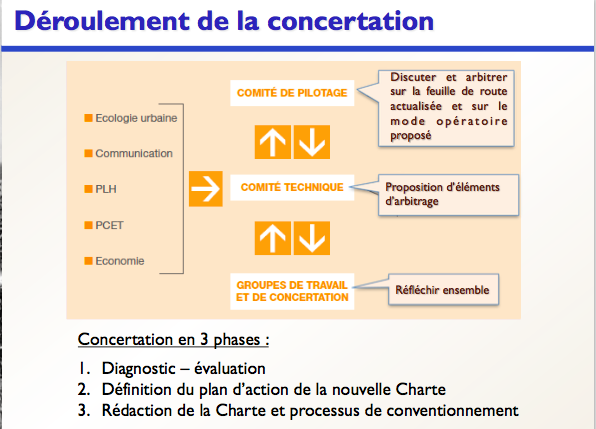 Déroulement de la concertation
Ecologie urbaine
Communication
PLH
PCET
Economie
COMITÉ DE PILOTAGE
Discuter et arbitrer
sur la feuille de route
actualisée et sur le
mode opératoire
proposé
COMITÉ TECHNIQUE
Proposition d'éléments
d'arbitrage
GROUPES DE TRAVAIL
ET DE CONCERTATION
Réfléchir ensemble
Concertation en 3 phases :
1. Diagnostic – évaluation
2. Définition du plan d'action de la nouvelle Charte
3. Rédaction de la Charte et processus de conventionnement